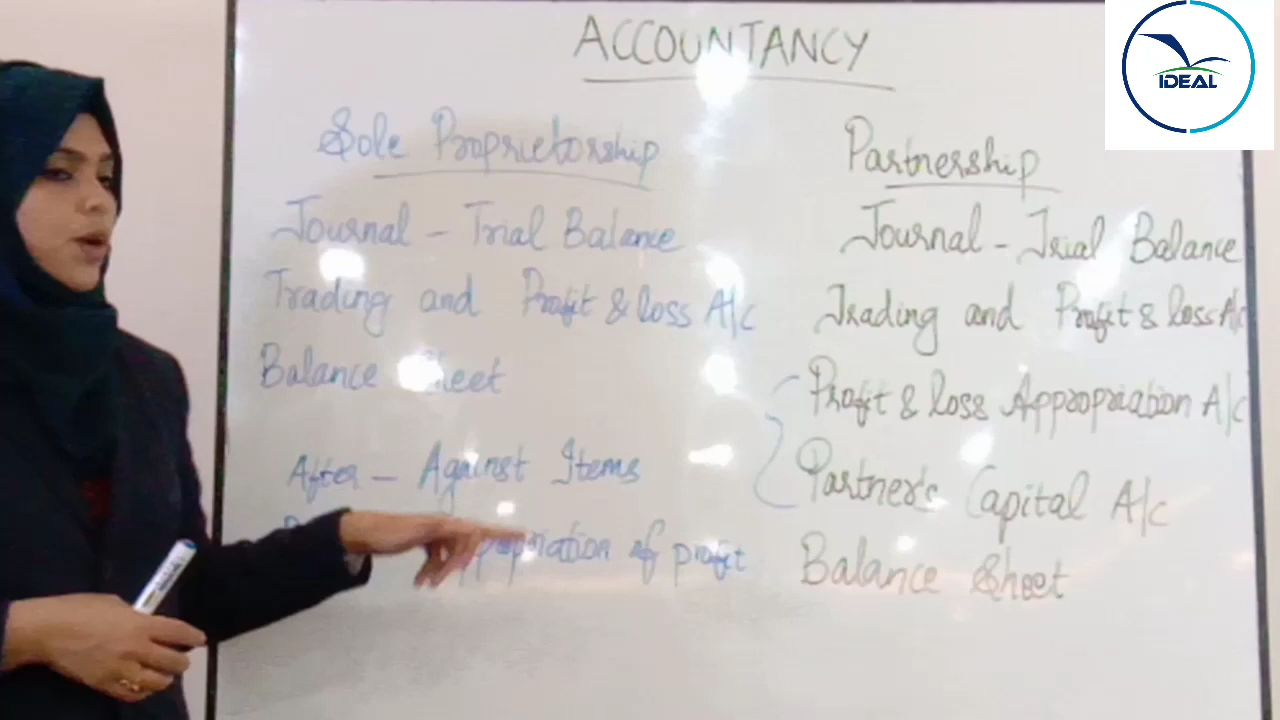 ACCOUNTANCY
IDEAL
Sole Proprietorship
Journal - Trial Balance
Trading and Profit & loss A/c
Balance Sheet
After - Against Items
Appropriation of profit
Partnership
Journal - Trial Balance
Trading and Profit & loss A/c
Profit & loss Appropriation A/c
Partner's Capital A/c
Balance Sheet